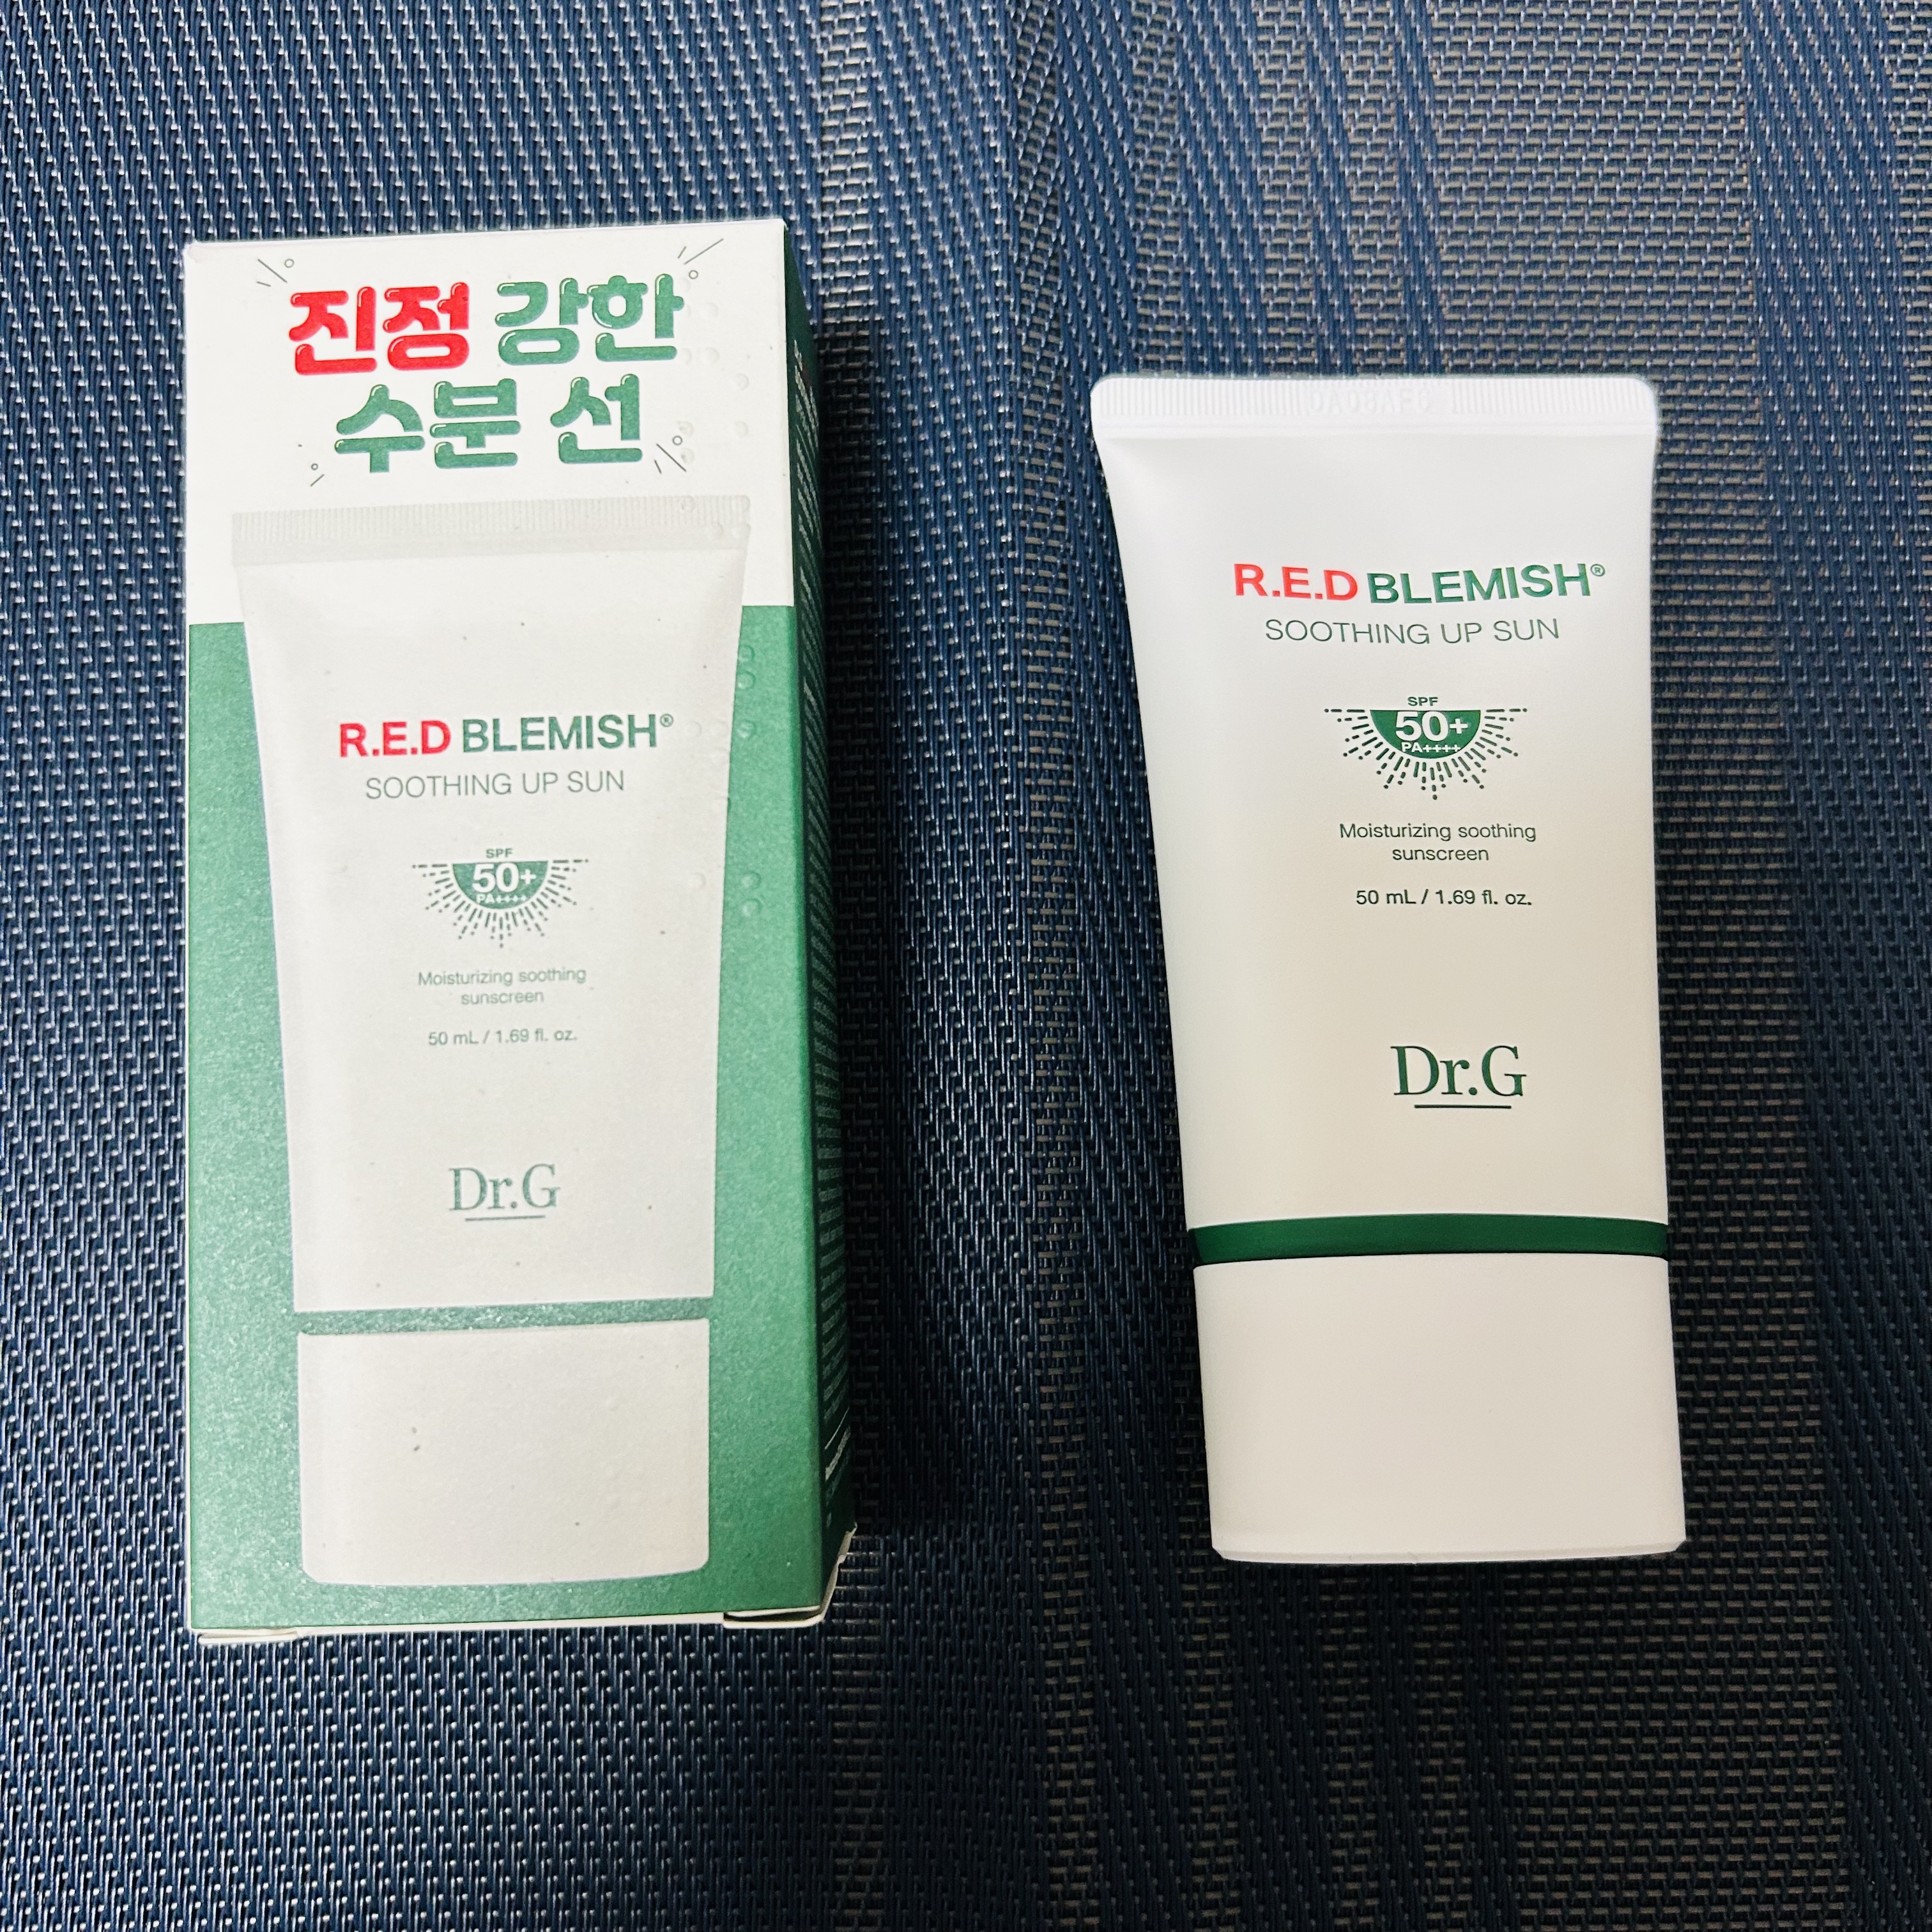 진정 강한
수분 선
R.E.D BLEMISH®
SOOTHING UP SUN
SPF
50+
PA++++
Moisturizing soothing
sunscreen
50 mL / 1.69 fl. oz.
Dr.G
R.E.D BLEMISH®
SOOTHING UP SUN
SPF
50+
PA++++
Moisturizing soothing
sunscreen
50 mL / 1.69 fl. oz.
Dr.G